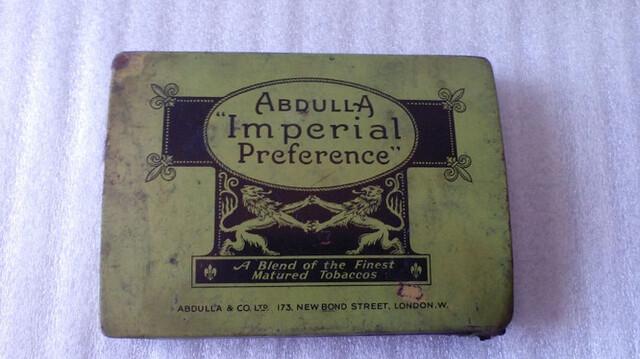 ABDULLA
"Imperial
Preference"
A Blend of the Finest
Matured Tobaccos
ABDULLA & CO. LTD. 173, NEW BOND STREET, LONDON.W.